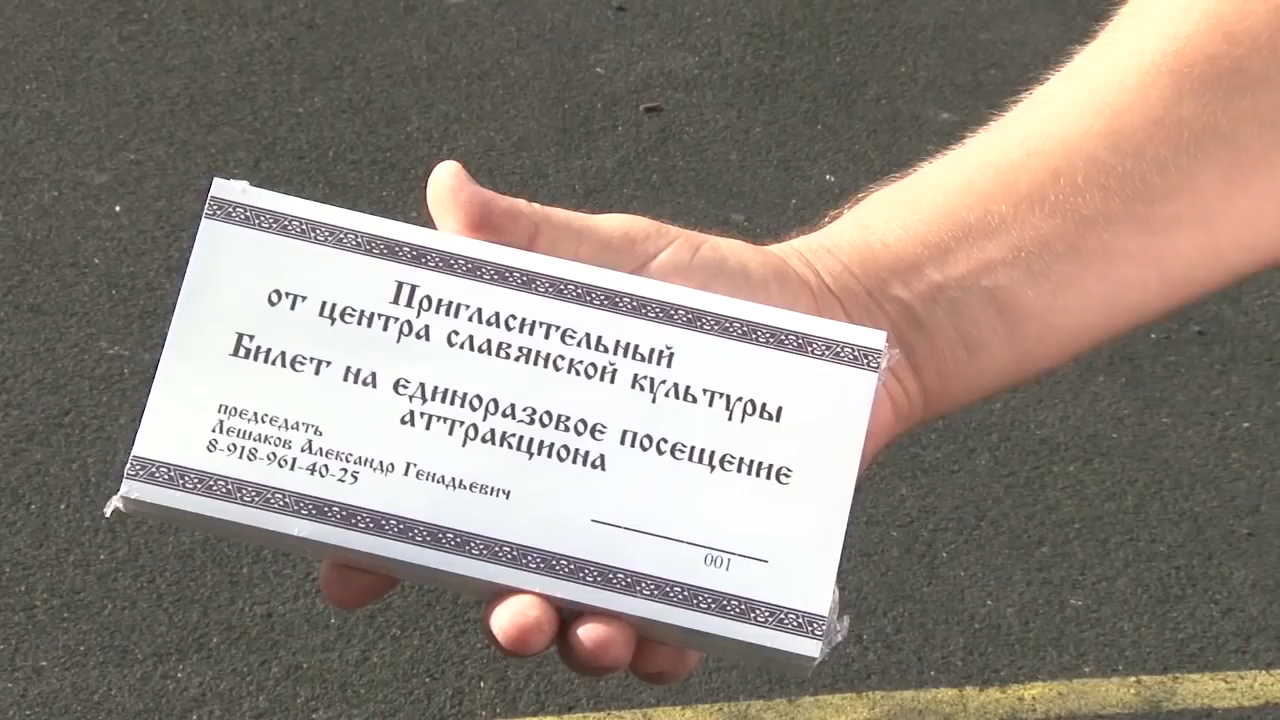 Пригласительный
от центра славянской культуры
Билет на единоразовое посещение
аттракциона
председать
Лешаков Александр Генадьевич
8-918-961-40-25
001